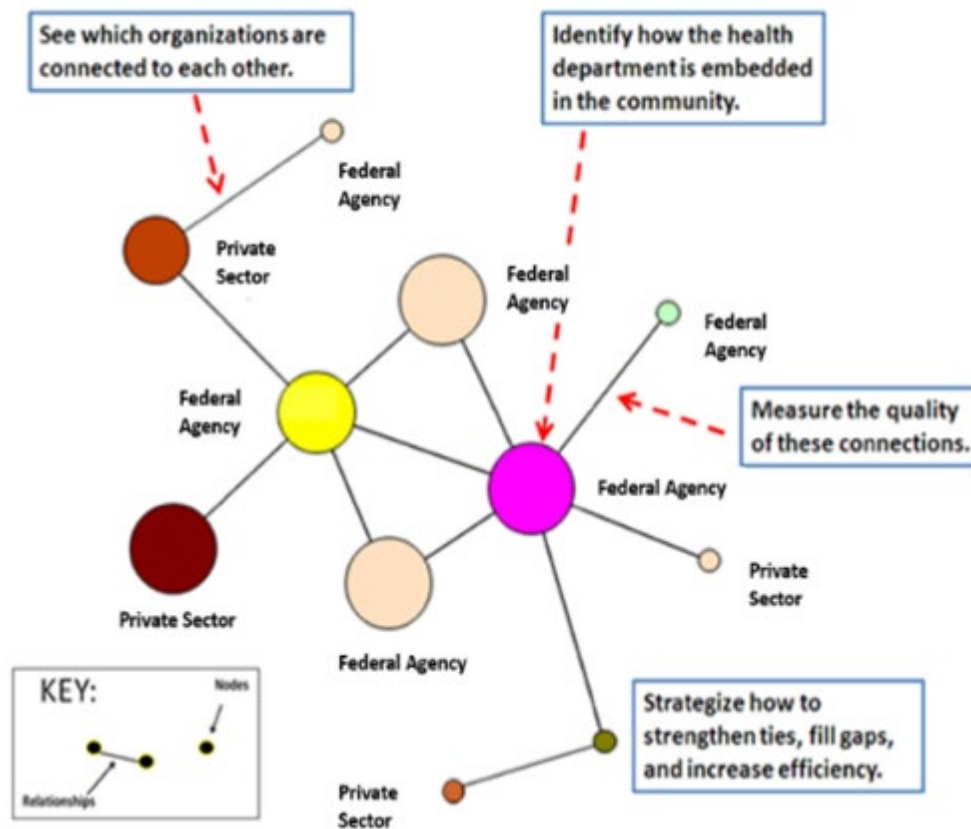 See which organizations are
connected to each other.
Identify how the health
department is embedded
in the community.
Federal
Agency
Private
Sector
Federal
Agency
Federal
Agency
Federal
Agency
Measure the quality
of these connections.
Federal Agency
Private
Sector
Private Sector
Federal Agency
KEY:
Nodes
Relationships
Strategize how to
strengthen ties, fill gaps,
and increase efficiency.
Private
Sector